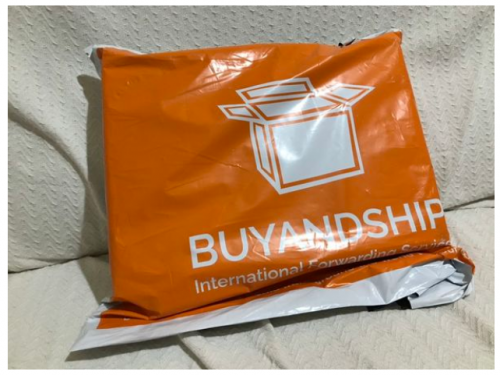 BUYANDSHIP
International Forwarding Service